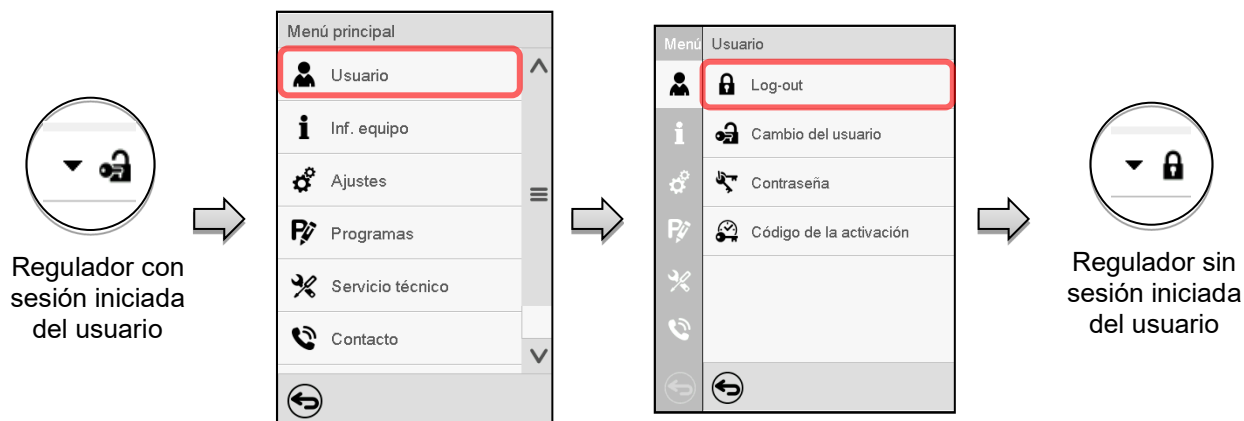 Regulador con
sesión iniciada
del usuario
Menú principal
Usuario
Inf. equipo
Ajustes
Programas
Servicio técnico
Contacto
Menú
Usuario
Log-out
Cambio del usuario
Contraseña
Código de la activación
Regulador sin
sesión iniciada
del usuario